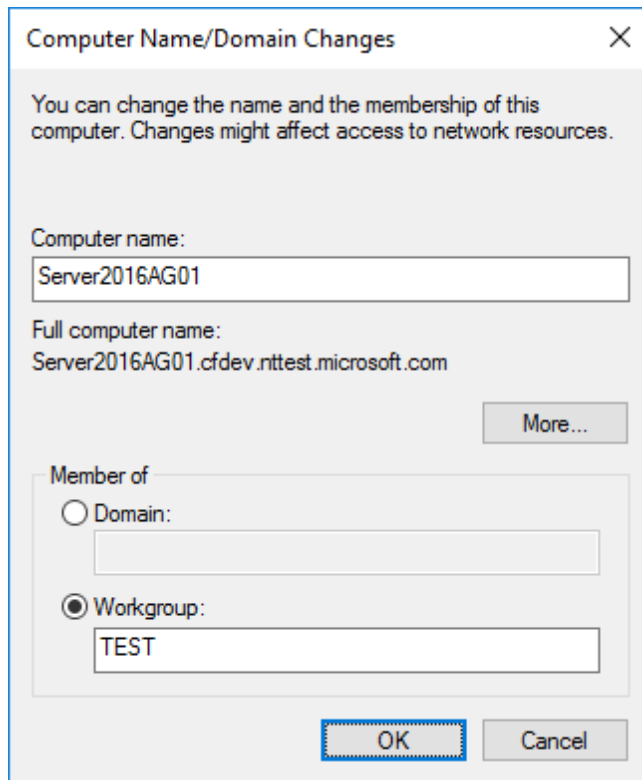 Computer Name/Domain Changes
You can change the name and the membership of this
computer. Changes might affect access to network resources.
Computer name:
Server2016AG01
Full computer name:
Server2016AG01.cfdev.nttest.microsoft.com
More...
Member of
Domain:
Workgroup:
TEST
OK
Cancel